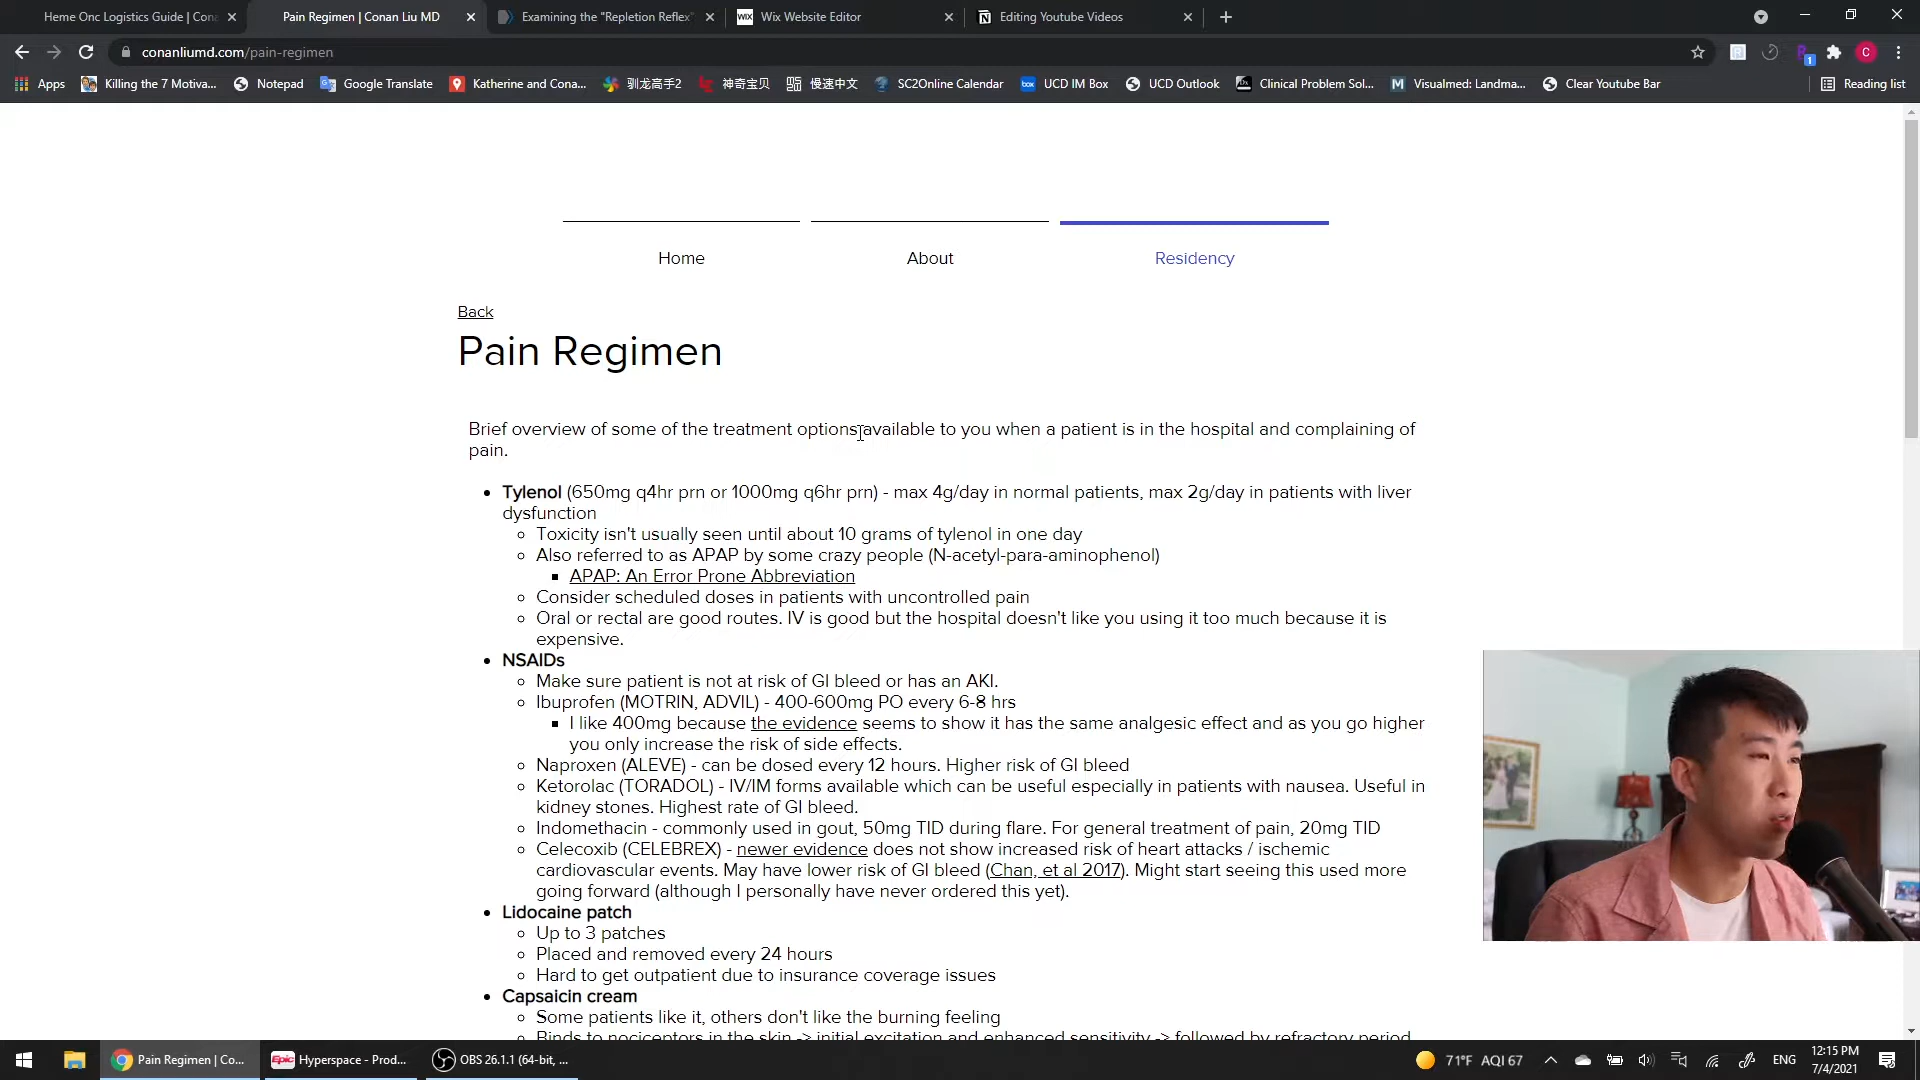 Heme Onc Logistics Guide | Con
Pain Regimen | Conan Liu MD
Examining the "Repletion Reflex"
WIX Wix Website Editor
Editing Youtube Videos
conanliumd.com/pain-regimen
C
1
Apps
Killing the 7 Motiva...
Notepad
Google Translate
Katherine and Cona...
驯龙高手2
神奇宝贝
慢速中文
SC2Online Calendar
box UCD IM Box
UCD Outlook
Clinical Problem Sol...
M Visualmed: Landma...
Clear Youtube Bar
Reading list
Home
About
Residency
Back
Pain Regimen
Brief overview of some of the treatment options available to you when a patient is in the hospital and complaining of
pain.
• Tylenol (650mg q4hr prn or 1000mg q6hr prn) - max 4g/day in normal patients, max 2g/day in patients with liver
dysfunction
Toxicity isn't usually seen until about 10 grams of tylenol in one day
Also referred to as APAP by some crazy people (N-acetyl-para-aminophenol)
APAP: An Error Prone Abbreviation
Consider scheduled doses in patients with uncontrolled pain
Oral or rectal are good routes. IV is good but the hospital doesn't like you using it too much because it is
expensive.
• NSAIDs
Make sure patient is not at risk of GI bleed or has an AKI.
Ibuprofen (MOTRIN, ADVIL) - 400-600mg PO every 6-8 hrs
I like 400mg because the evidence seems to show it has the same analgesic effect and as you go higher
you only increase the risk of side effects.
Naproxen (ALEVE) - can be dosed every 12 hours. Higher risk of GI bleed
Ketorolac (TORADOL) - IV/IM forms available which can be useful especially in patients with nausea. Useful in
kidney stones. Highest rate of GI bleed.
Indomethacin - commonly used in gout, 50mg TID during flare. For general treatment of pain, 20mg TID
Celecoxib (CELEBREX) - newer evidence does not show increased risk of heart attacks / ischemic
cardiovascular events. May have lower risk of GI bleed (Chan, et al 2017). Might start seeing this used more
going forward (although I personally have never ordered this yet).
• Lidocaine patch
Up to 3 patches
Placed and removed every 24 hours
Hard to get outpatient due to insurance coverage issues
• Capsaicin cream
Some patients like it, others don't like the burning feeling
Binds to nociceptors in the skin -> initial excitation and enhanced sensitivity -> followed by refractory period
Pain Regimen | Co...
Epic Hyperspace - Prod...
OBS 26.1.1 (64-bit, ...
71°F AQI 67
ENG
12:15 PM
7/4/2021